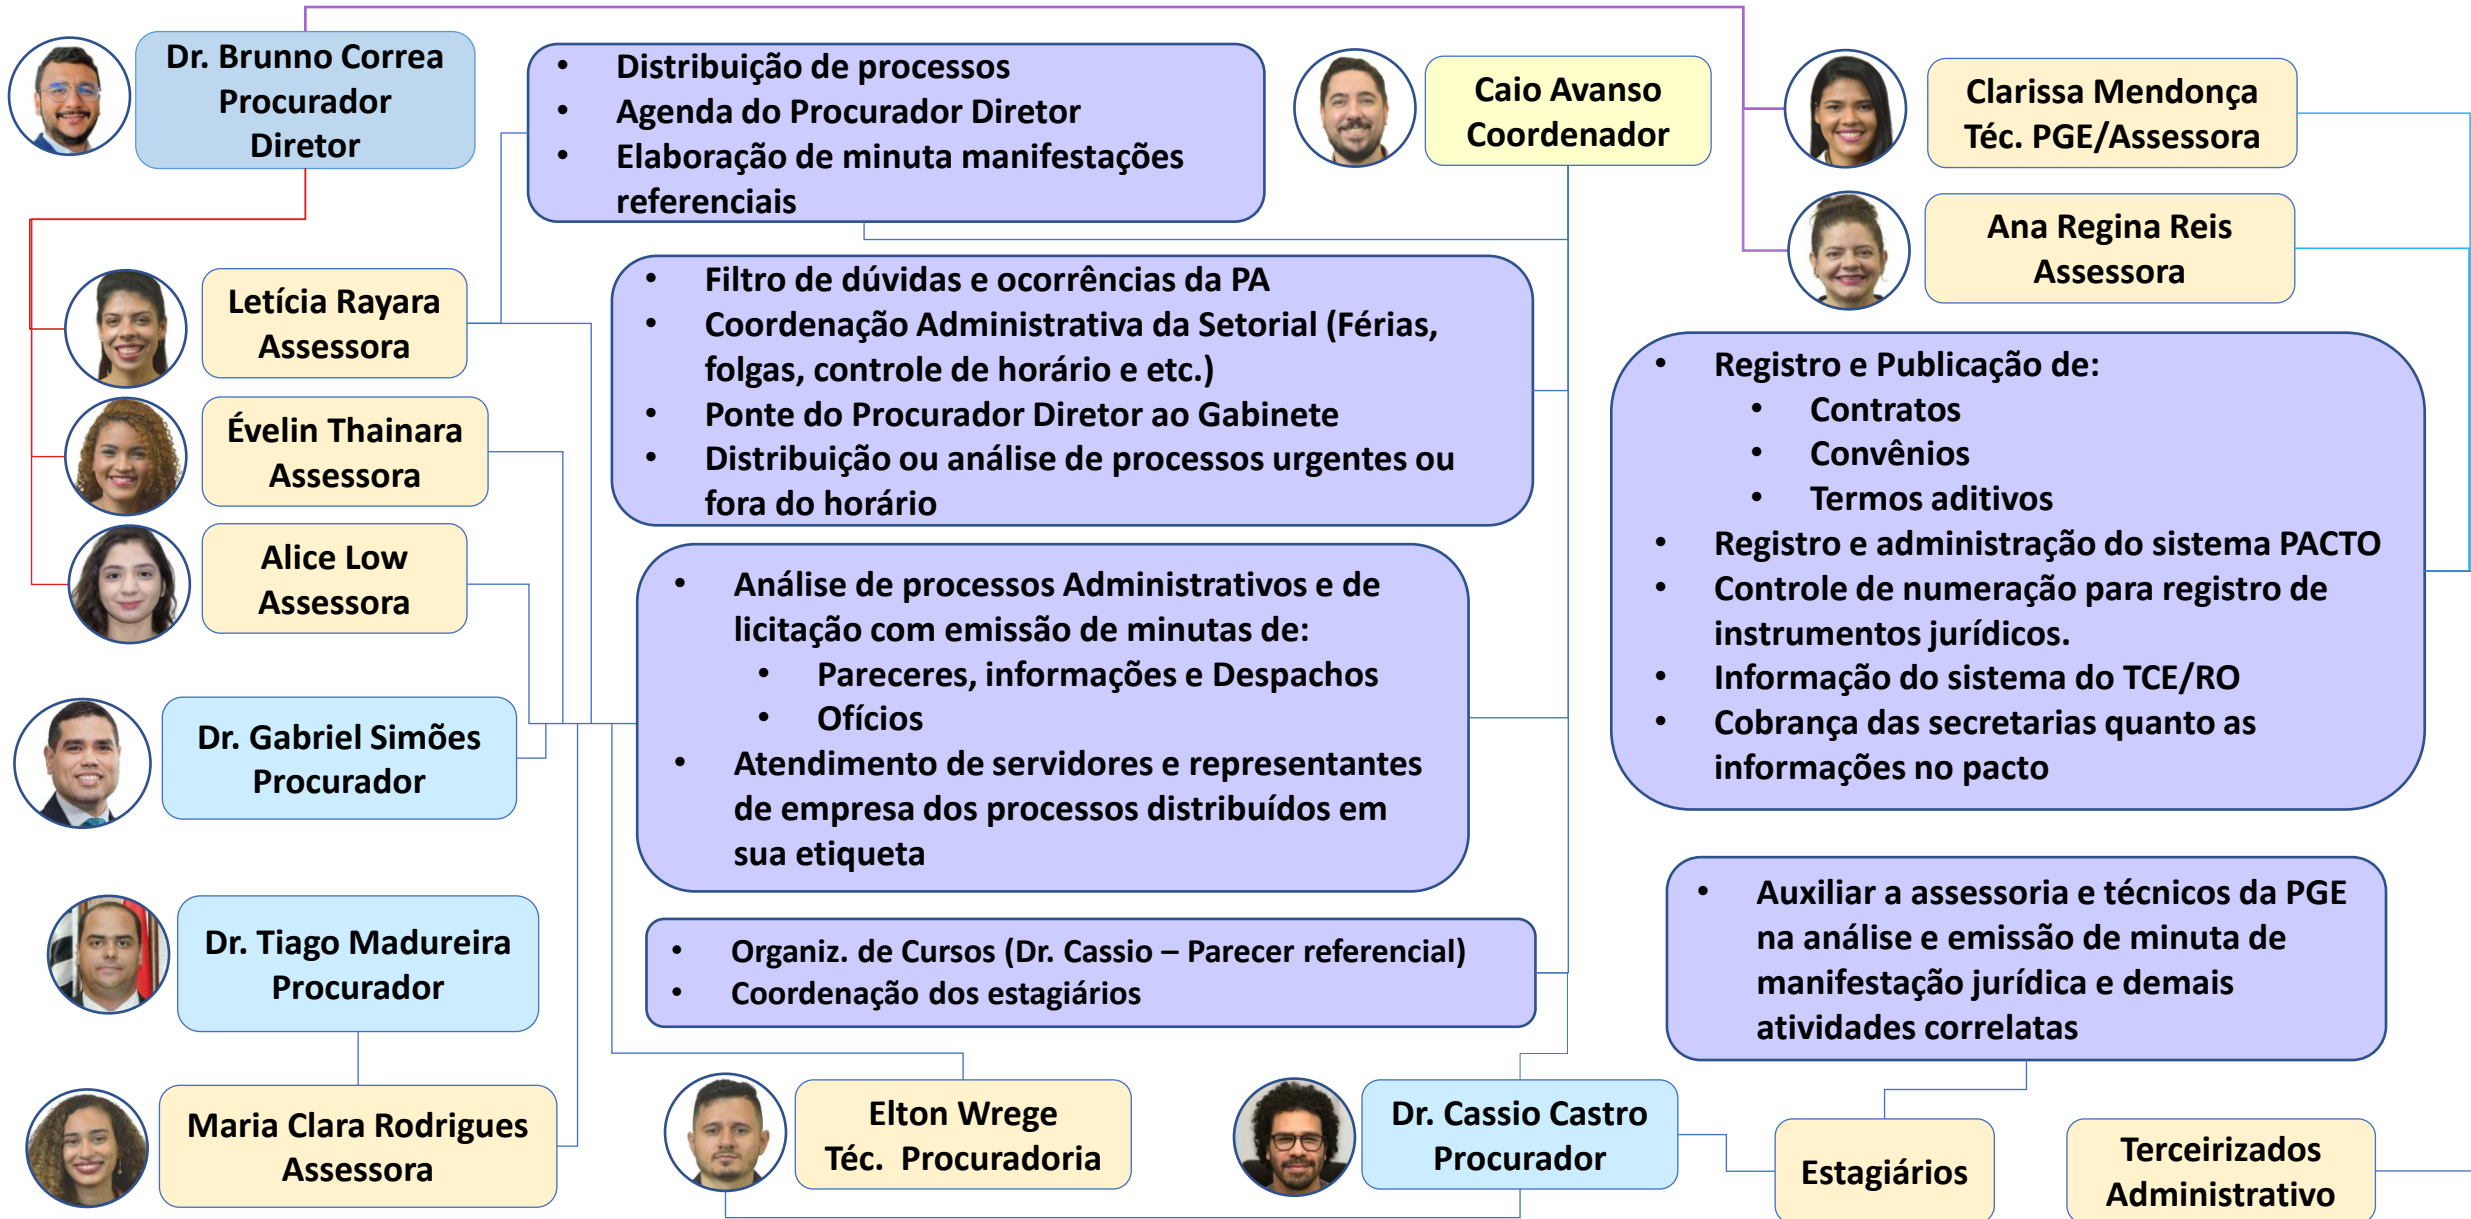 Dr. Brunno Correa
Procurador
Diretor
• Distribuição de processos
• Agenda do Procurador Diretor
• Elaboração de minuta manifestações
referenciais
Caio Avanso
Coordenador
Clarissa Mendonça
Téc. PGE/Assessora
Ana Regina Reis
Assessora
Letícia Rayara
Assessora
Évelin Thainara
Assessora
Alice Low
Assessora
• Filtro de dúvidas e ocorrências da PA
• Coordenação Administrativa da Setorial (Férias,
folgas, controle de horário e etc.)
• Ponte do Procurador Diretor ao Gabinete
• Distribuição ou análise de processos urgentes ou
fora do horário
• Registro e Publicação de:
• Contratos
• Convênios
• Termos aditivos
• Registro e administração do sistema PACTO
• Controle de numeração para registro de
instrumentos jurídicos.
• Informação do sistema do TCE/RO
• Cobrança das secretarias quanto as
informações no pacto
• Análise de processos Administrativos e de
licitação com emissão de minutas de:
• Pareceres, informações e Despachos
• Ofícios
• Atendimento de servidores e representantes
de empresa dos processos distribuídos em
sua etiqueta
Dr. Gabriel Simões
Procurador
Dr. Tiago Madureira
Procurador
• Organiz. de Cursos (Dr. Cassio – Parecer referencial)
• Coordenação dos estagiários
• Auxiliar a assessoria e técnicos da PGE
na análise e emissão de minuta de
manifestação jurídica e demais
atividades correlatas
Maria Clara Rodrigues
Assessora
Elton Wrege
Téc. Procuradoria
Dr. Cassio Castro
Procurador
Estagiários
Terceirizados
Administrativo